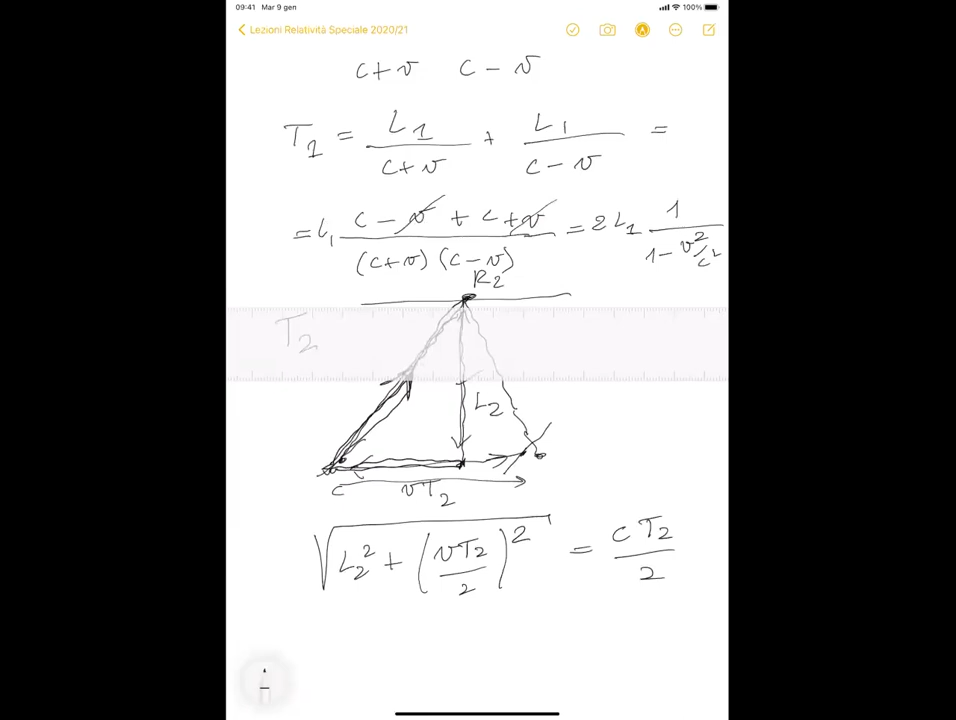 09:41 Mar 9 gen 100%
Lezioni Relatività Speciale 2020/21
c+v c-v
T1 = L1/(c+v) + L1/(c-v) =
= L1 (c-v+c+v)/((c+v)(c-v)) = 2L1 1/(1-v²/c²)
R2
T2
L2
C vT2
√(L2² + (vT2/2)²) = cT2/2